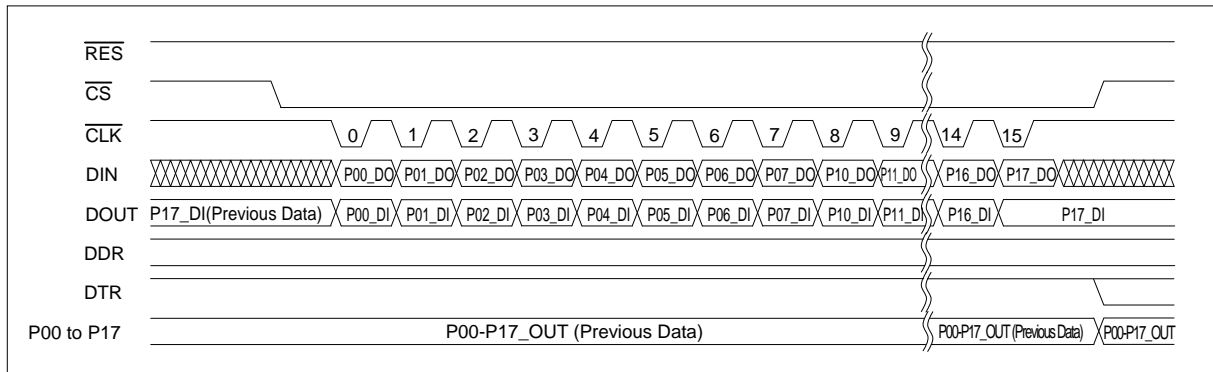 RES
CS
CLK 0 1 2 3 4 5 6 7 8 9 14 15
DIN P00_DO P01_DO P02_DO P03_DO P04_DO P05_DO P06_DO P07_DO P10_DO P11_DO P16_DO P17_DO
DOUT P17_DI(Previous Data) P00_DI P01_DI P02_DI P03_DI P04_DI P05_DI P06_DI P07_DI P10_DI P11_DI P16_DI P17_DI
DDR
DTR
P00 to P17 P00-P17_OUT (Previous Data) P00-P17_OUT (Previous Data) P00-P17_OUT